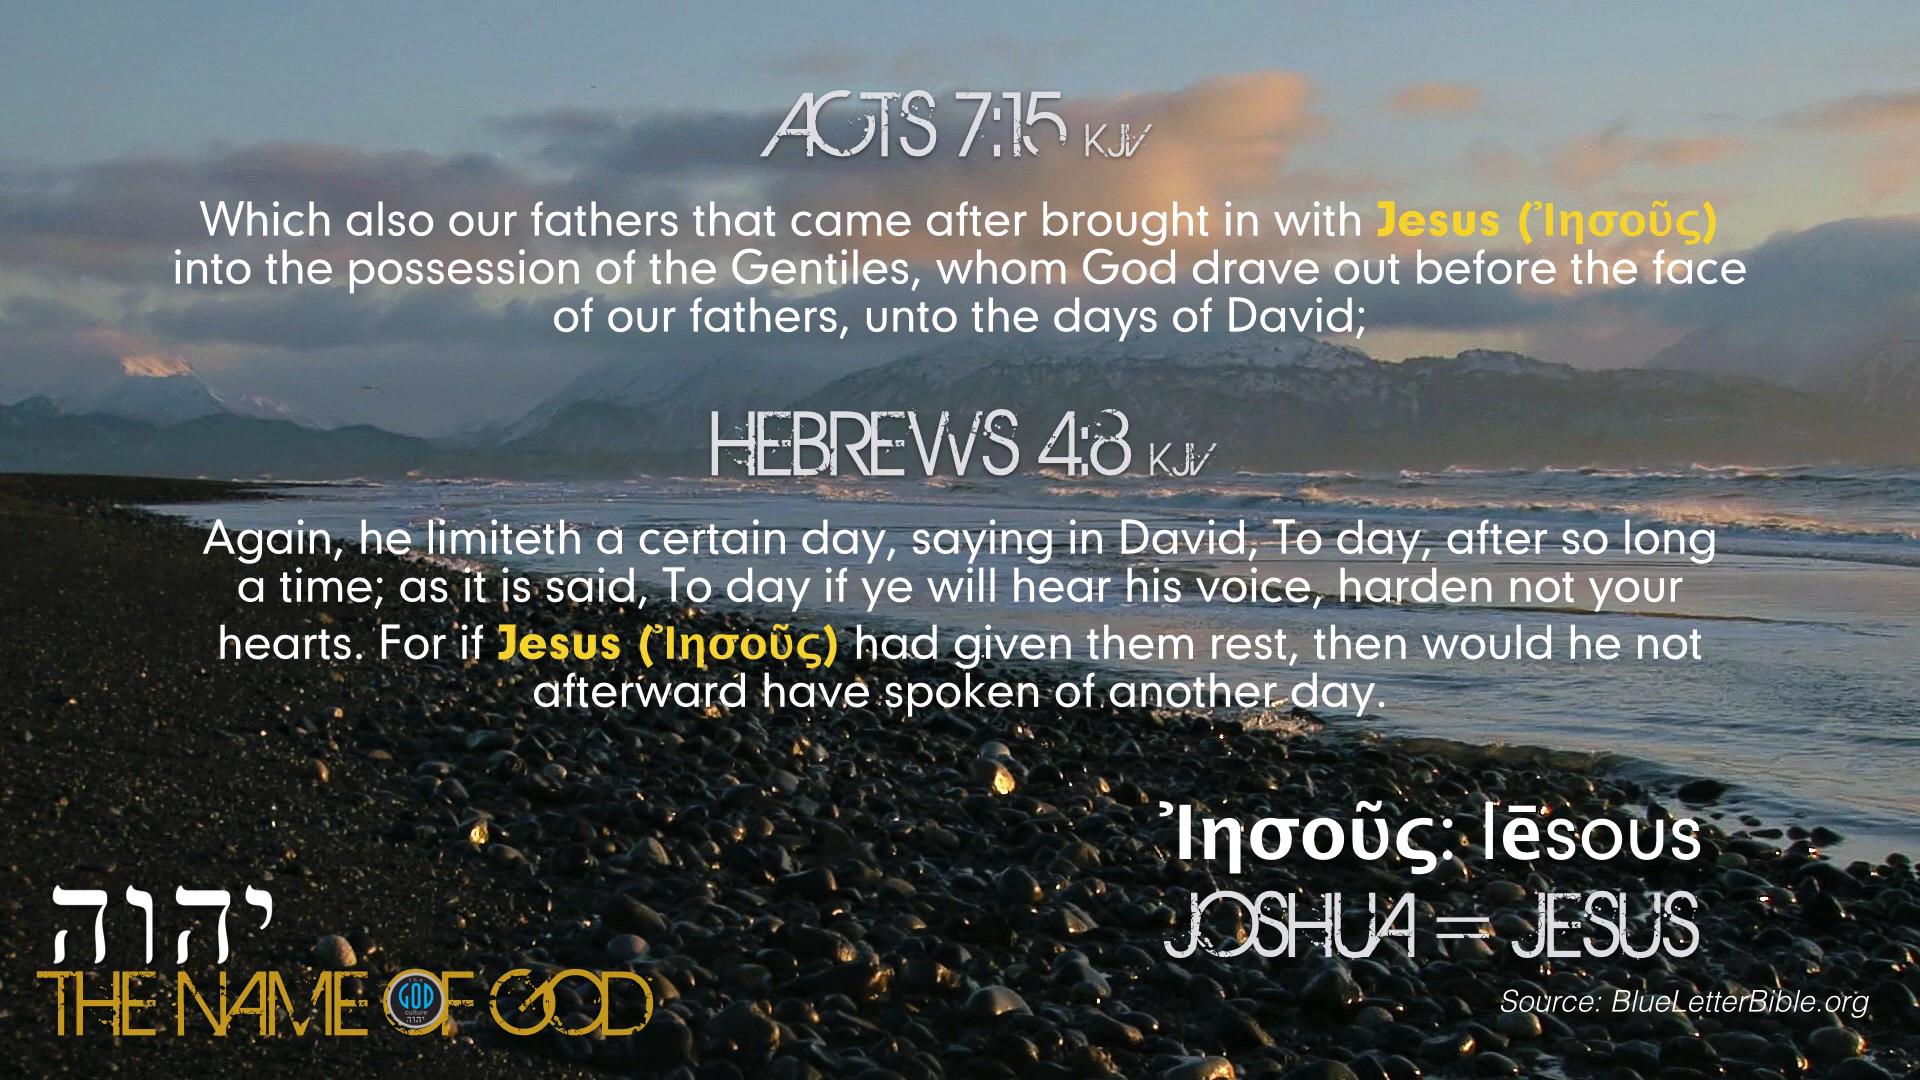 ACTS 7:15 KJV
Which also our fathers that came after brought in with Jesus (Ἰησοῦς)
into the possession of the Gentiles, whom God drave out before the face
of our fathers, unto the days of David;
HEBREWS 4:8 KJV
Again, he limiteth a certain day, saying in David, To day, after so long
a time; as it is said, To day if ye will hear his voice, harden not your
hearts. For if Jesus (Ἰησοῦς) had given them rest, then would he not
afterward have spoken of another day.
Ἰησοῦς: Iēsous
JOSHUA = JESUS
יהוה
THE NAME OF GOD
THE
GOD
culture
יהוה
Source: BlueLetterBible.org